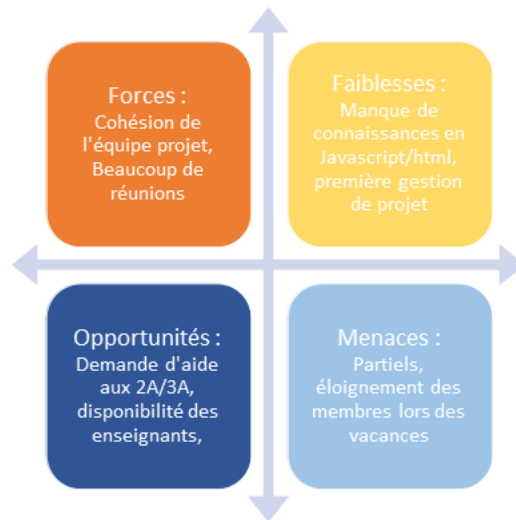 Forces :
Cohésion de
l'équipe projet,
Beaucoup de
réunions
Faiblesses :
Manque de
connaissances en
Javascript/html,
première gestion
de projet
Opportunités :
Demande d'aide
aux 2A/3A,
disponibilité des
enseignants,
Menaces :
Partiels,
éloignement des
membres lors des
vacances